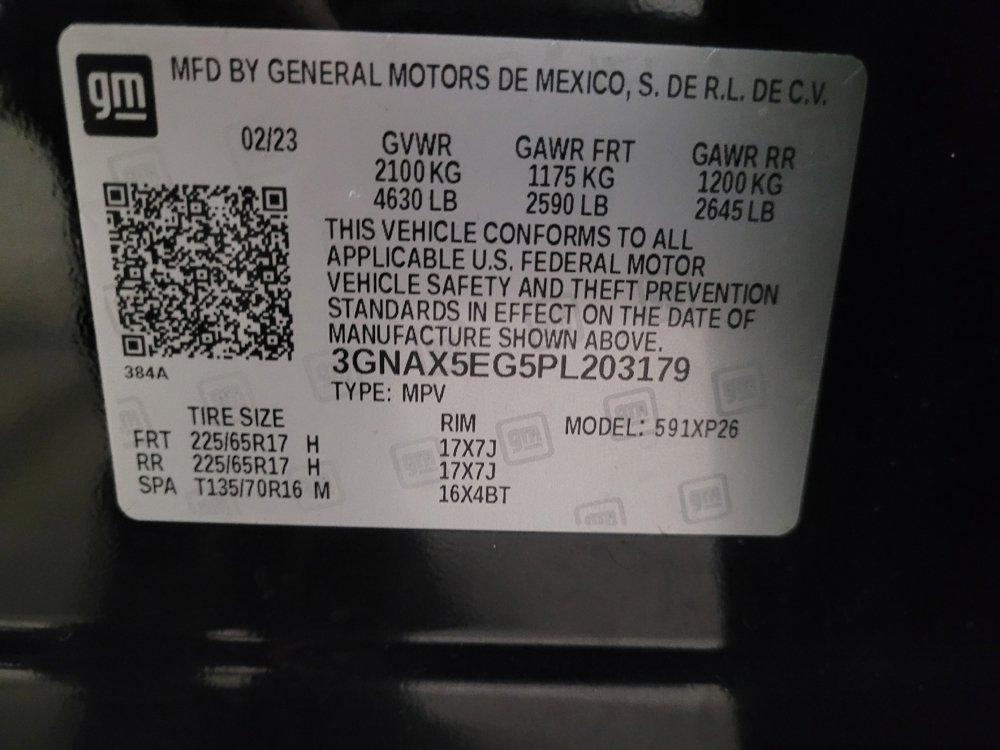 gm
MFD BY GENERAL MOTORS DE MEXICO, S. DE R.L. DE C.V.
02/23 GVWR GAWR FRT GAWR RR
2100 KG 1175 KG 1200 KG
4630 LB 2590 LB 2645 LB
THIS VEHICLE CONFORMS TO ALL
APPLICABLE U.S. FEDERAL MOTOR
VEHICLE SAFETY AND THEFT PREVENTION
STANDARDS IN EFFECT ON THE DATE OF
MANUFACTURE SHOWN ABOVE.
384A 3GNAX5EG5PL203179
TYPE: MPV
TIRE SIZE RIM MODEL: 591XP26
FRT 225/65R17 H 17X7J
RR 225/65R17 H 17X7J
SPA T135/70R16 M 16X4BT